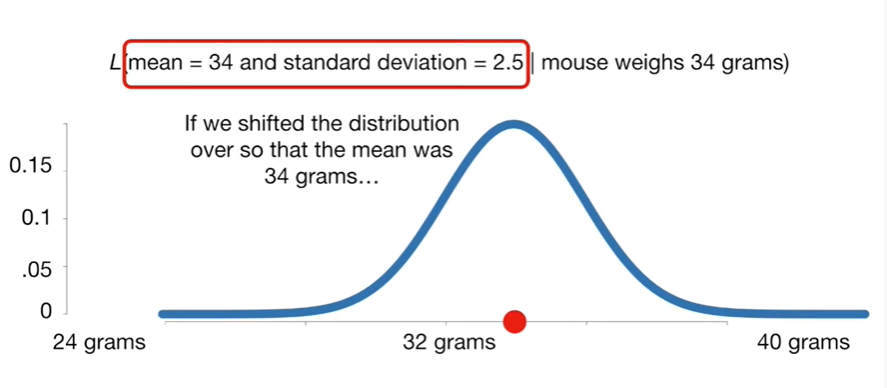 L(mean = 34 and standard deviation = 2.5 | mouse weighs 34 grams)
If we shifted the distribution
over so that the mean was
34 grams…
0.15
0.1
.05
0
24 grams
32 grams
40 grams